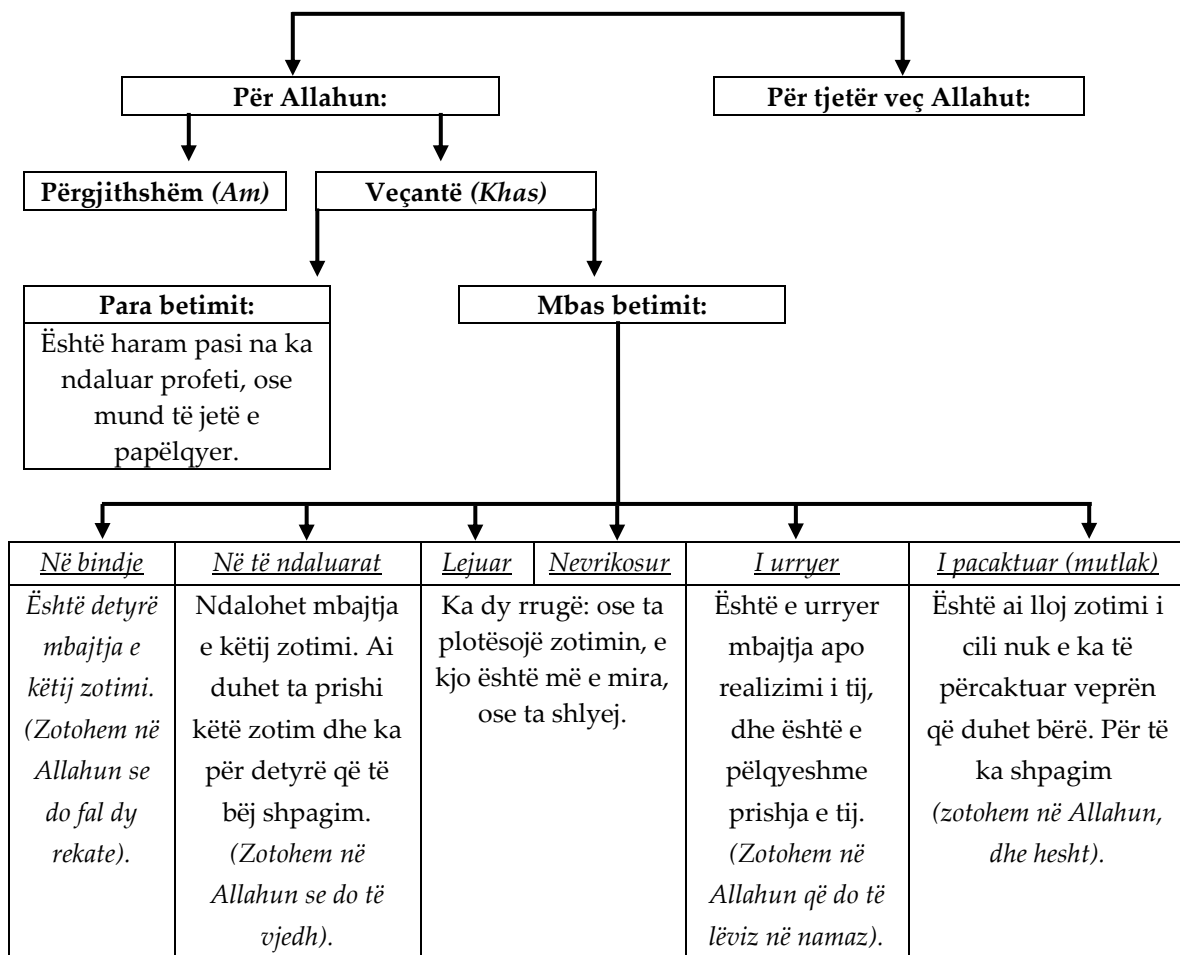 Për Allahun:
Për tjetër veç Allahut:
Përgjithshëm (Am)
Veçantë (Khas)
Para betimit:
Është haram pasi na ka
ndaluar profeti, ose
mund të jetë e
papëlqyer.
Mbas betimit:
Në bindje
Është detyrë
mbajtja e
këtij zotimi.
(Zotohem në
Allahun se
do fal dy
rekate).
Në të ndaluarat
Ndalohet mbajtja
e këtij zotimi. Ai
duhet ta prishi
këtë zotim dhe ka
për detyrë që të
bëj shpagim.
(Zotohem në
Allahun se do të
vjedh).
Lejuar
Nevrikosur
Ka dy rrugë: ose ta
plotësojë zotimin, e
kjo është më e mira,
ose ta shlyej.
I urryer
Është e urryer
mbajtja apo
realizimi i tij,
dhe është e
pëlqyeshme
prishja e tij.
(Zotohem në
Allahun që do të
lëviz në namaz).
I pacaktuar (mutlak)
Është ai lloj zotimi i
cili nuk e ka të
përcaktuar veprën
që duhet bërë. Për të
ka shpagim
(zotohem në Allahun,
dhe hesht).